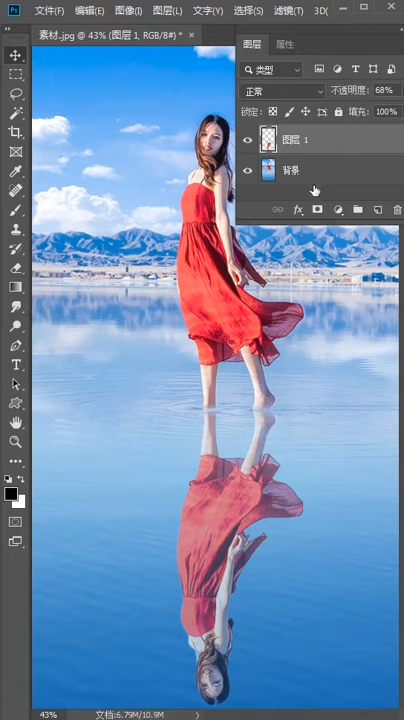 Ps 文件(F) 编辑(E) 图像(I) 图层(L) 文字(Y) 选择(S) 滤镜(T) 3D(
素材.jpg @ 43% (图层 1, RGB/8#) * ×
图层 属性
类型
正常 不透明度: 68%
锁定: 填充: 100%
图层 1
背景
fx
43% 文档:6.79M/10.9M